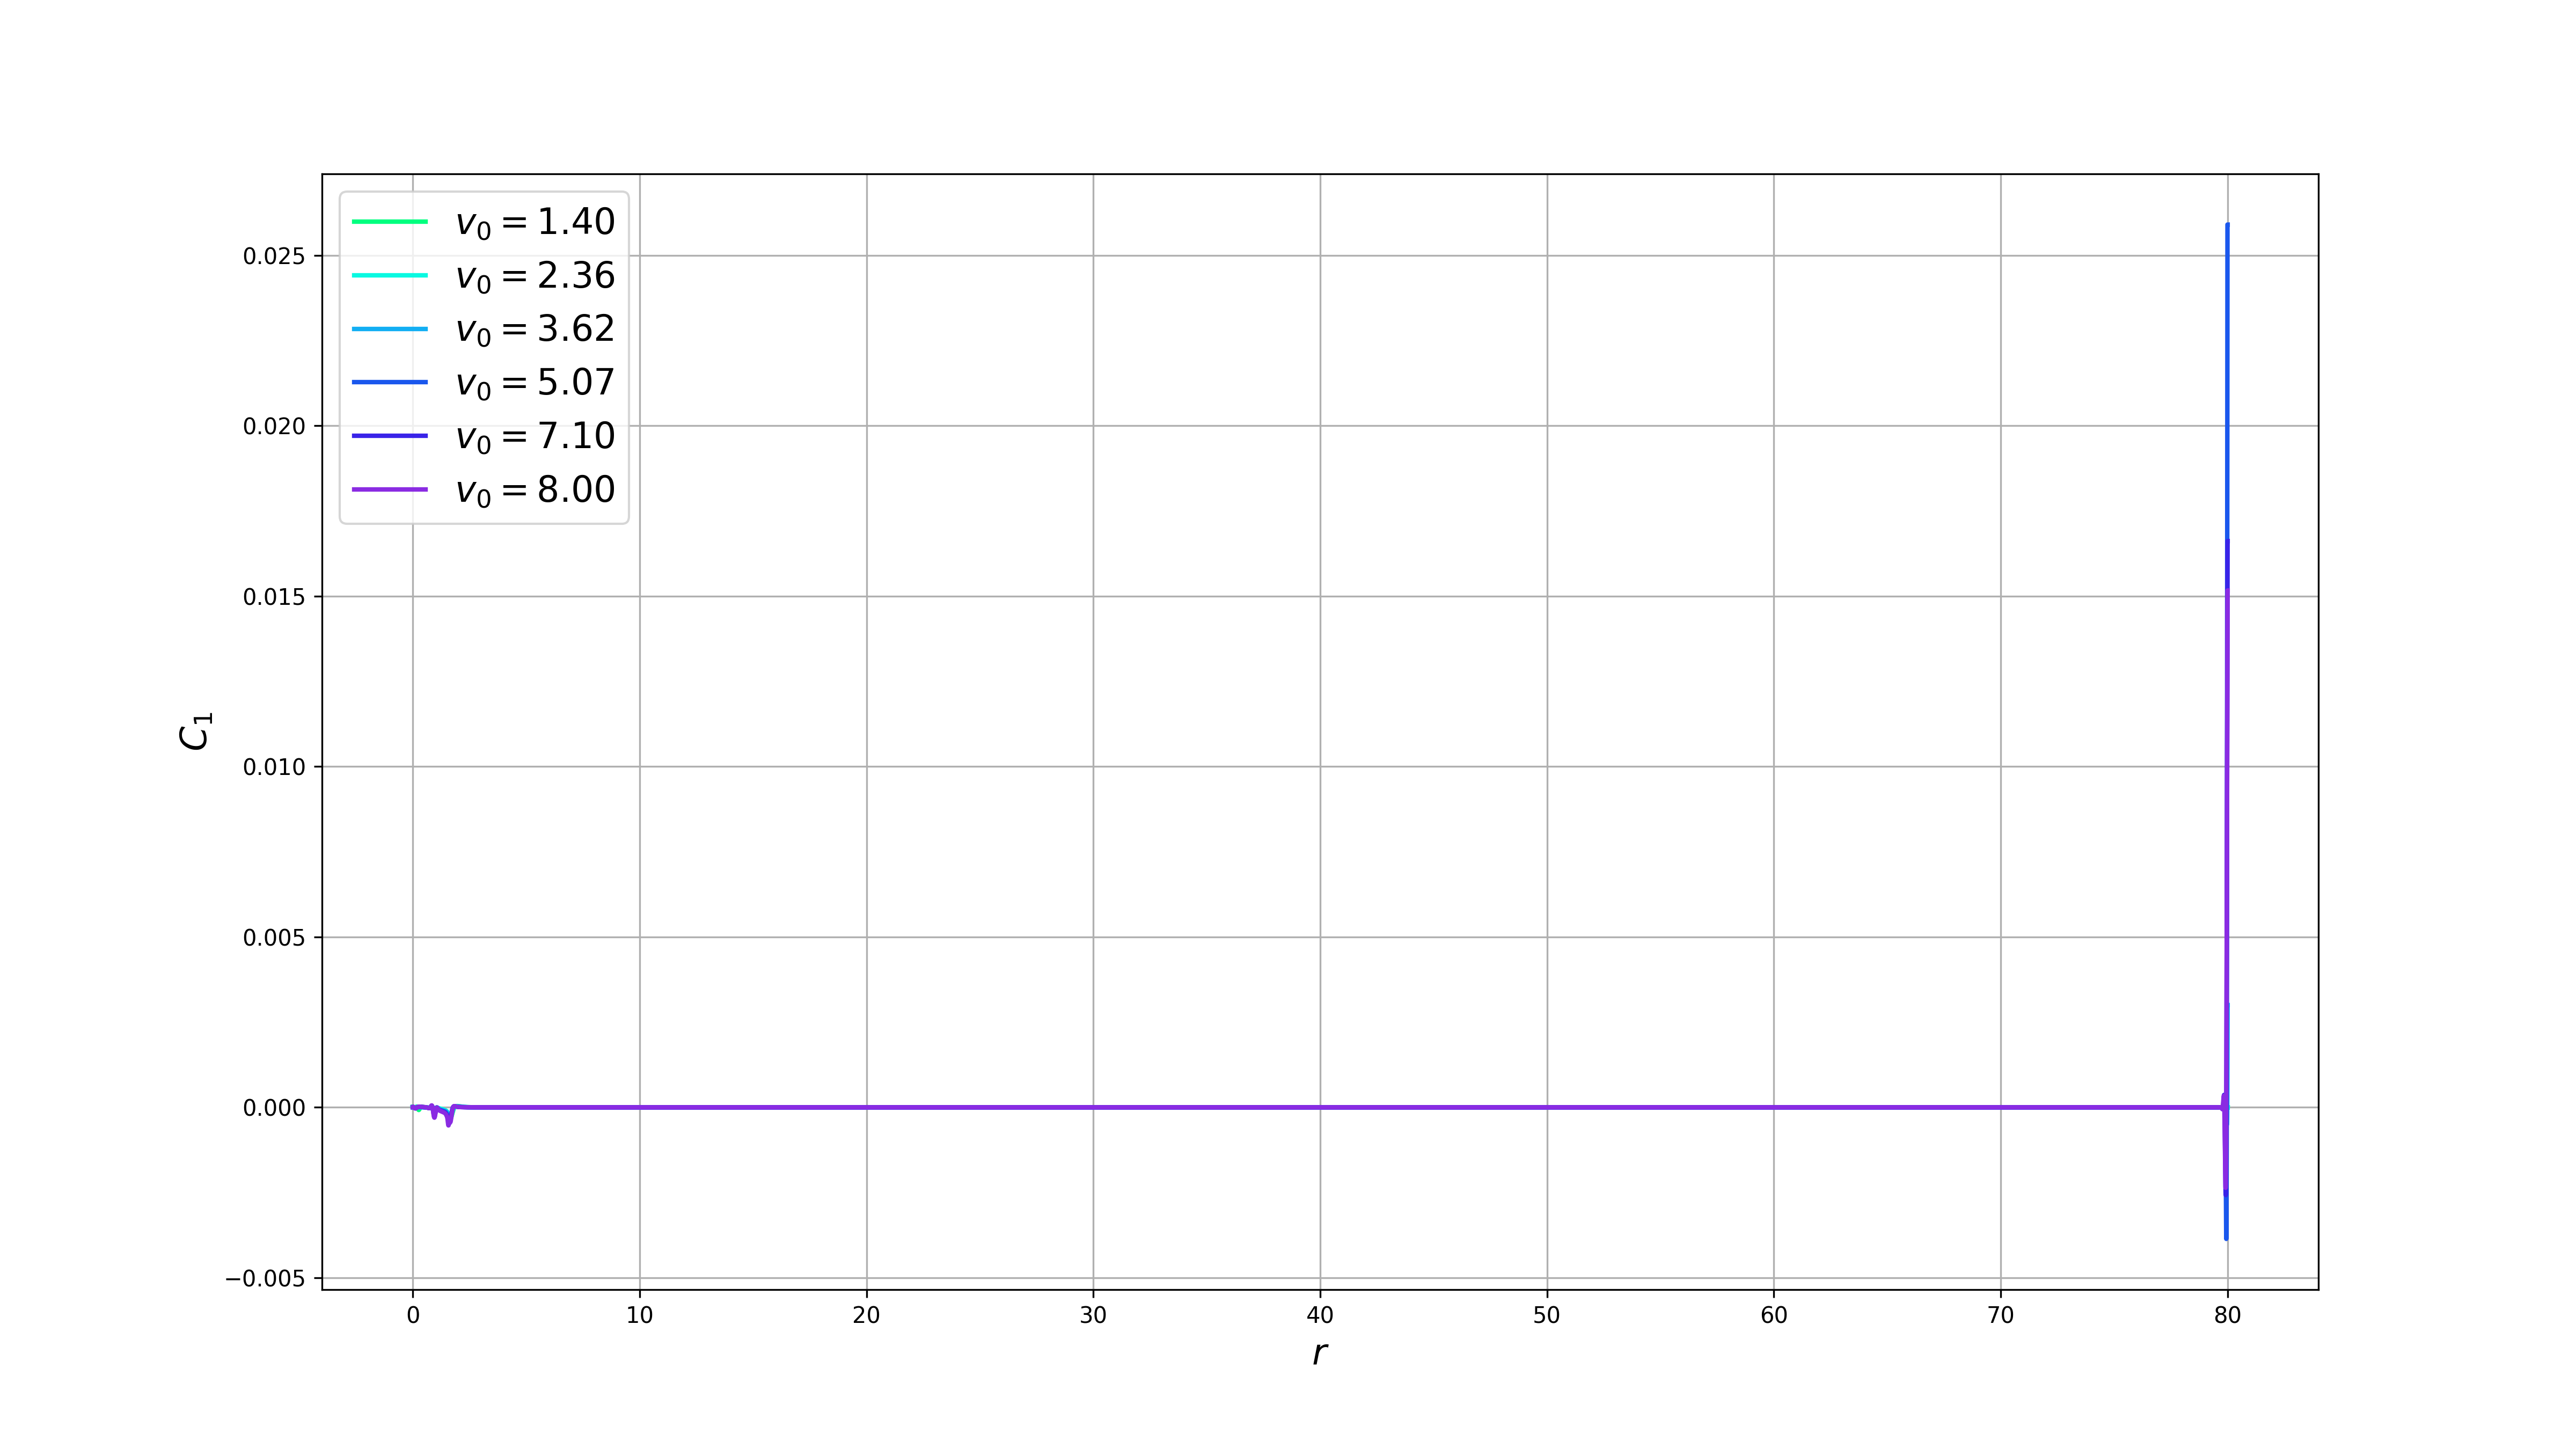 v₀ = 1.40
v₀ = 2.36
v₀ = 3.62
v₀ = 5.07
v₀ = 7.10
v₀ = 8.00
0.025
0.020
0.015
0.010
0.005
0.000
−0.005
C₁
0 10 20 30 40 50 60 70 80
r